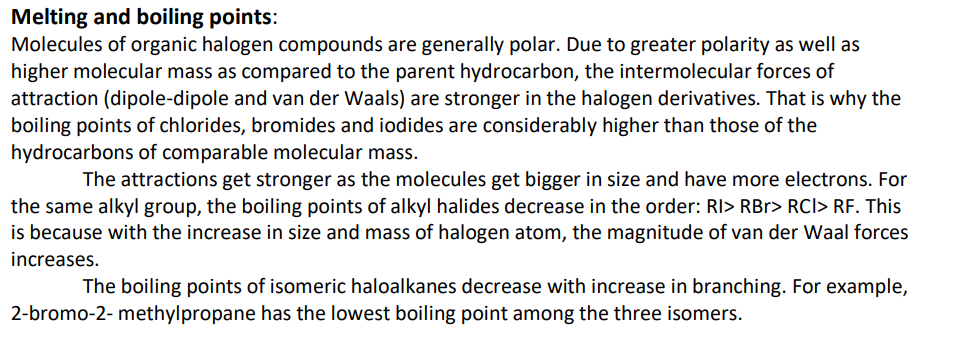 Melting and boiling points:
Molecules of organic halogen compounds are generally polar. Due to greater polarity as well as
higher molecular mass as compared to the parent hydrocarbon, the intermolecular forces of
attraction (dipole-dipole and van der Waals) are stronger in the halogen derivatives. That is why the
boiling points of chlorides, bromides and iodides are considerably higher than those of the
hydrocarbons of comparable molecular mass.
The attractions get stronger as the molecules get bigger in size and have more electrons. For
the same alkyl group, the boiling points of alkyl halides decrease in the order: RI> RBr> RCl> RF. This
is because with the increase in size and mass of halogen atom, the magnitude of van der Waal forces
increases.
The boiling points of isomeric haloalkanes decrease with increase in branching. For example,
2-bromo-2- methylpropane has the lowest boiling point among the three isomers.